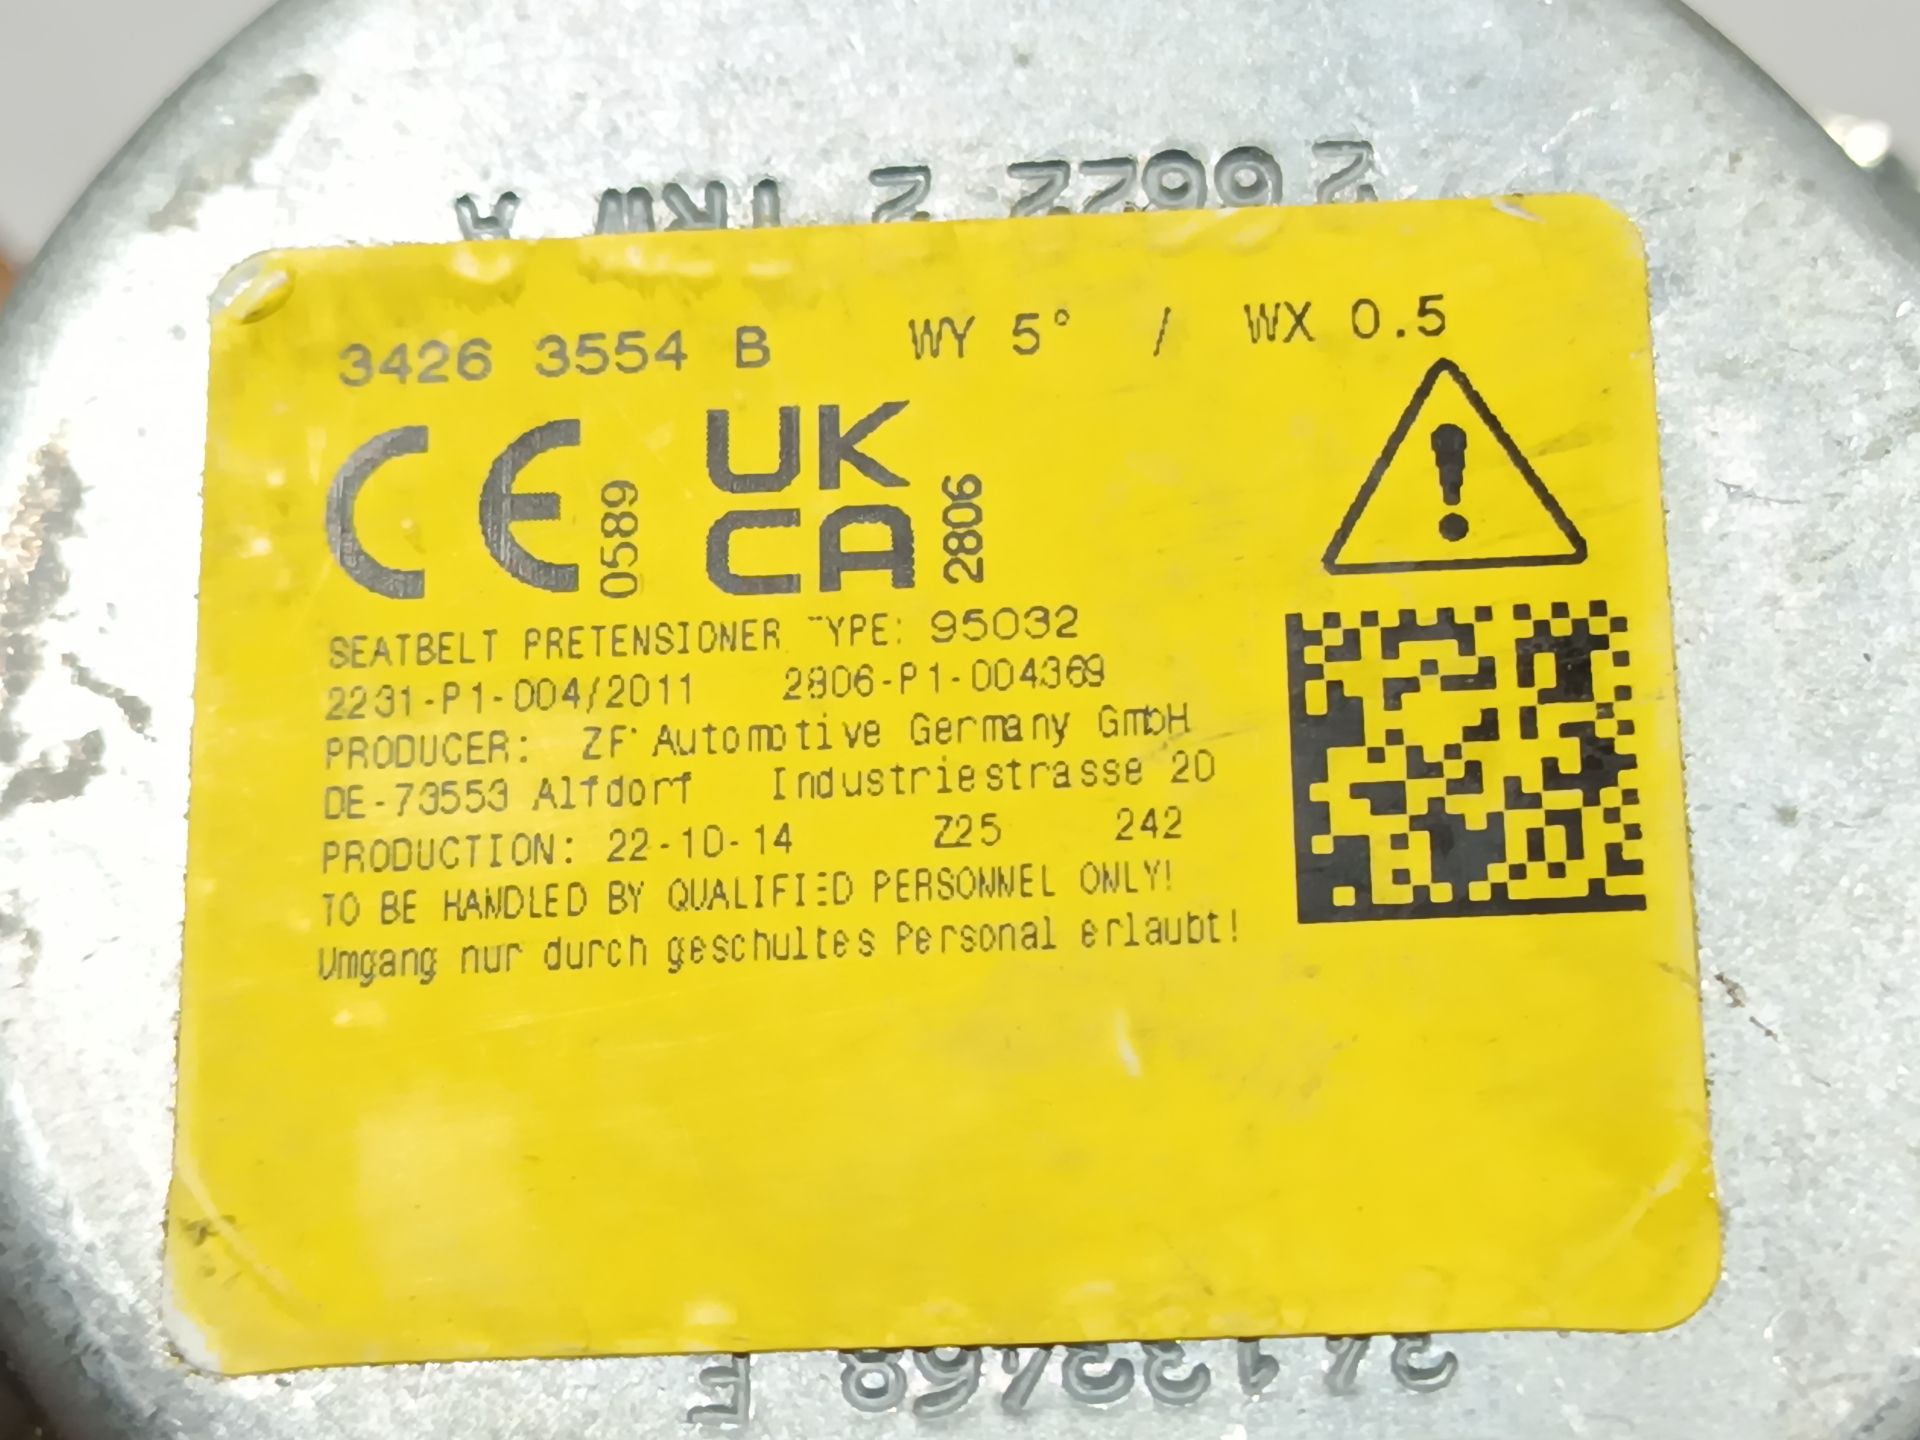 3426 3554 B WY 5° / WX 0.5
CE 0589 UK
CA 2806
SEATBELT PRETENSIONER TYPE: 95032
2231-P1-004/2011 2806-P1-004369
PRODUCER: ZF Automotive Germany GmbH
DE-73553 Alfdorf Industriestrasse 20
PRODUCTION: 22-10-14 Z25 242
TO BE HANDLED BY QUALIFIED PERSONNEL ONLY!
Umgang nur durch geschultes Personal erlaubt!